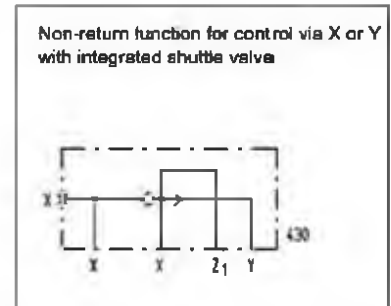 Non-return function for control via X or Y
with integrated shuttle valve
X
430
X X Z1 Y